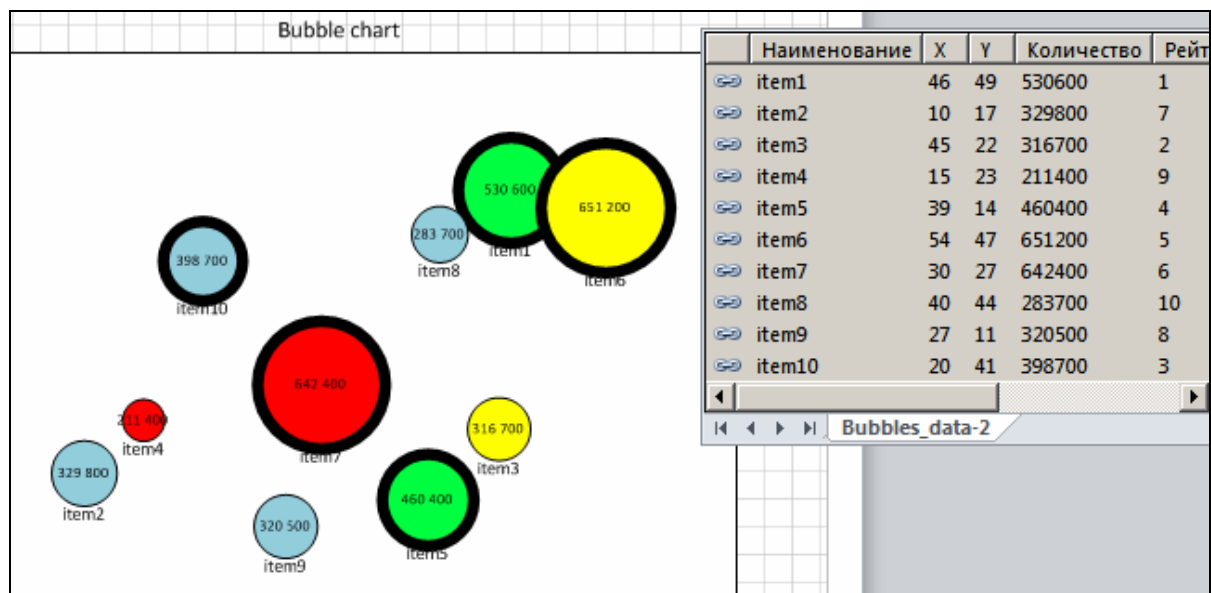 Bubble chart
530 600
item1
651 200
item6
283 700
item8
398 700
item10
642 400
item7
211 400
item4
316 700
item3
329 800
item2
460 400
item5
320 500
item9
Наименование X Y Количество Рейт
item1 46 49 530600 1
item2 10 17 329800 7
item3 45 22 316700 2
item4 15 23 211400 9
item5 39 14 460400 4
item6 54 47 651200 5
item7 30 27 642400 6
item8 40 44 283700 10
item9 27 11 320500 8
item10 20 41 398700 3
Bubbles_data-2